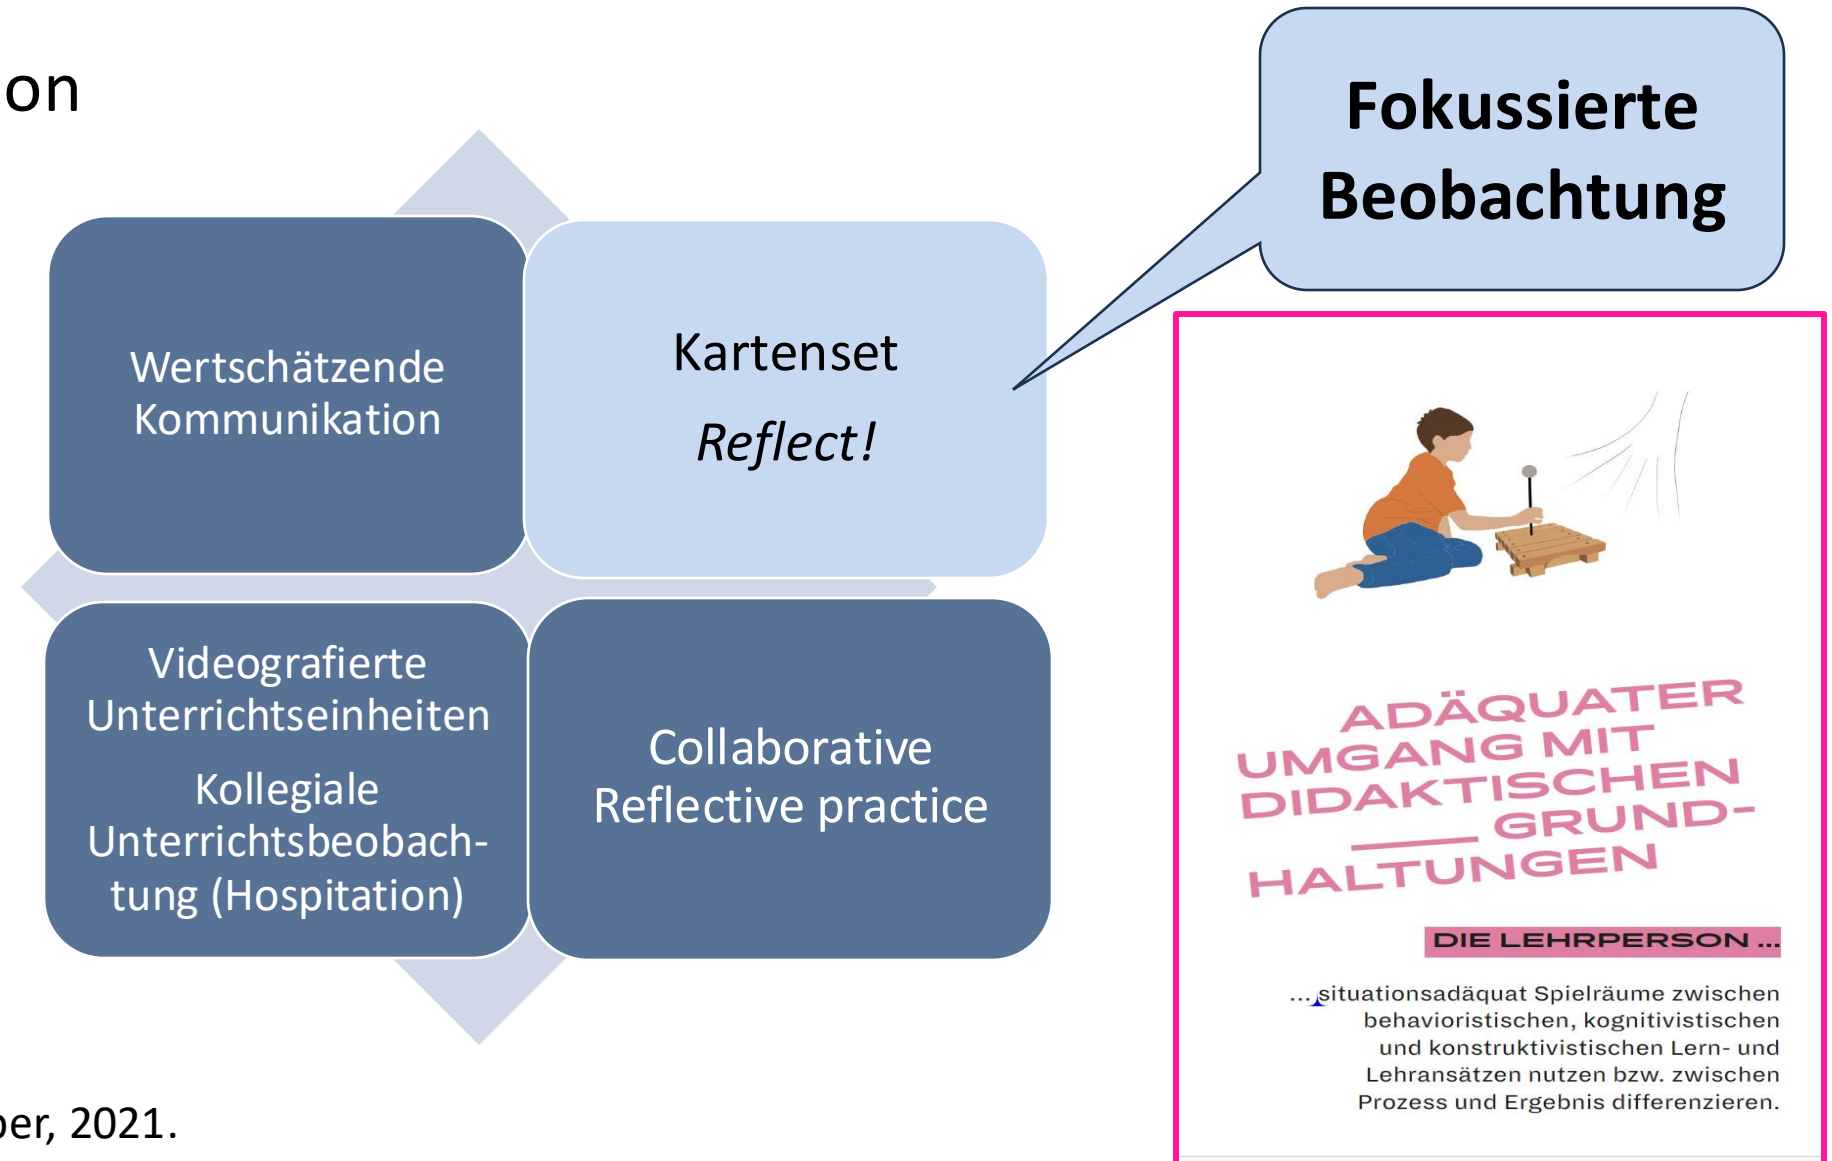 on
Fokussierte
Beobachtung
Wertschätzende
Kommunikation
Kartenset
Reflect!
Videografierte
Unterrichtseinheiten
Kollegiale
Unterrichtsbeobach-
tung (Hospitation)
Collaborative
Reflective practice
ADÄQUATER
UMGANG MIT
DIDAKTISCHEN
____ GRUND-
HALTUNGEN
DIE LEHRPERSON ...
... situationsadäquat Spielräume zwischen
behavioristischen, kognitivistischen
und konstruktivistischen Lern- und
Lehransätzen nutzen bzw. zwischen
Prozess und Ergebnis differenzieren.
ber, 2021.